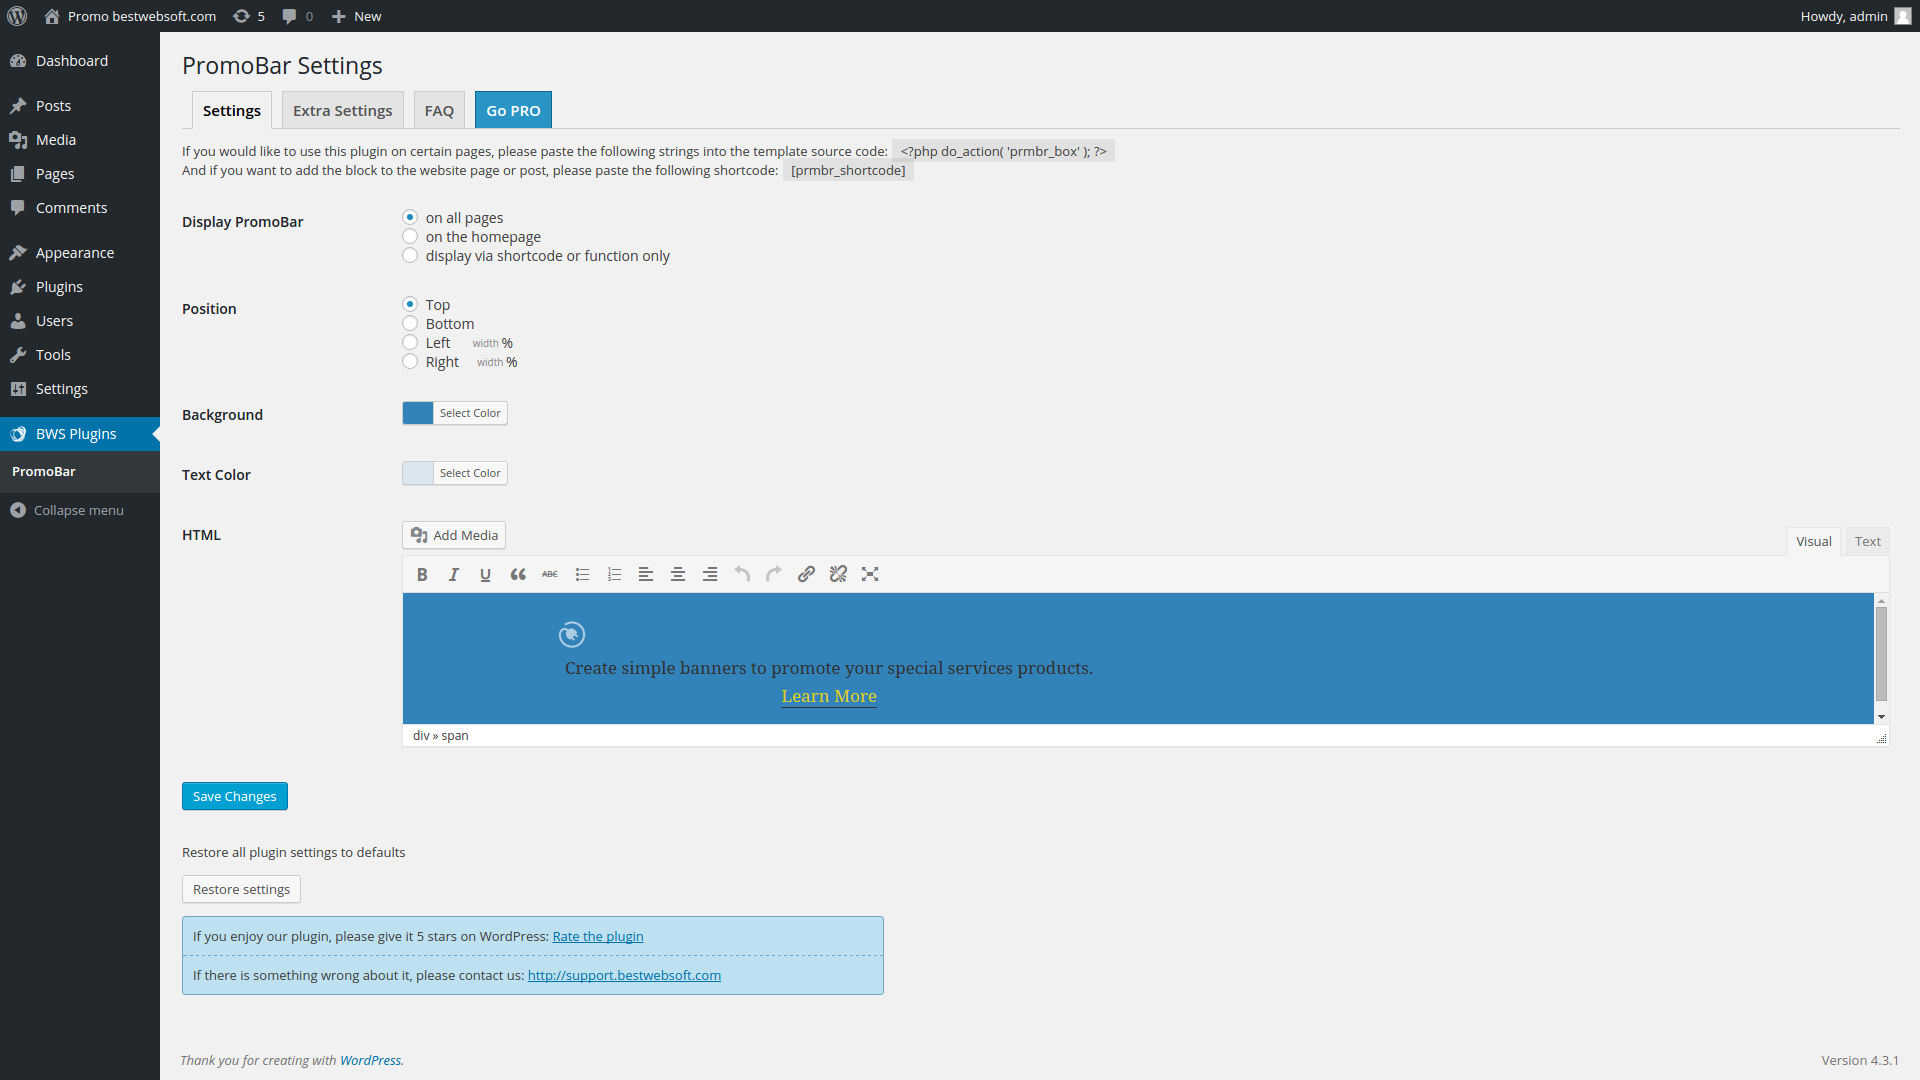 Promo bestwebsoft.com 5 0 New Howdy, admin
Dashboard
Posts
Media
Pages
Comments
Appearance
Plugins
Users
Tools
Settings
BWS Plugins
PromoBar
Collapse menu
PromoBar Settings
Settings Extra Settings FAQ Go PRO
If you would like to use this plugin on certain pages, please paste the following strings into the template source code: <?php do_action( 'prmbr_box' ); ?>
And if you want to add the block to the website page or post, please paste the following shortcode: [prmbr_shortcode]
Display PromoBar
on all pages
on the homepage
display via shortcode or function only
Position
Top
Bottom
Left width %
Right width %
Background Select Color
Text Color Select Color
HTML Add Media Visual Text
B I U ABC
Create simple banners to promote your special services products.
Learn More
div » span
Save Changes
Restore all plugin settings to defaults
Restore settings
If you enjoy our plugin, please give it 5 stars on WordPress: Rate the plugin
If there is something wrong about it, please contact us: http://support.bestwebsoft.com
Thank you for creating with WordPress. Version 4.3.1